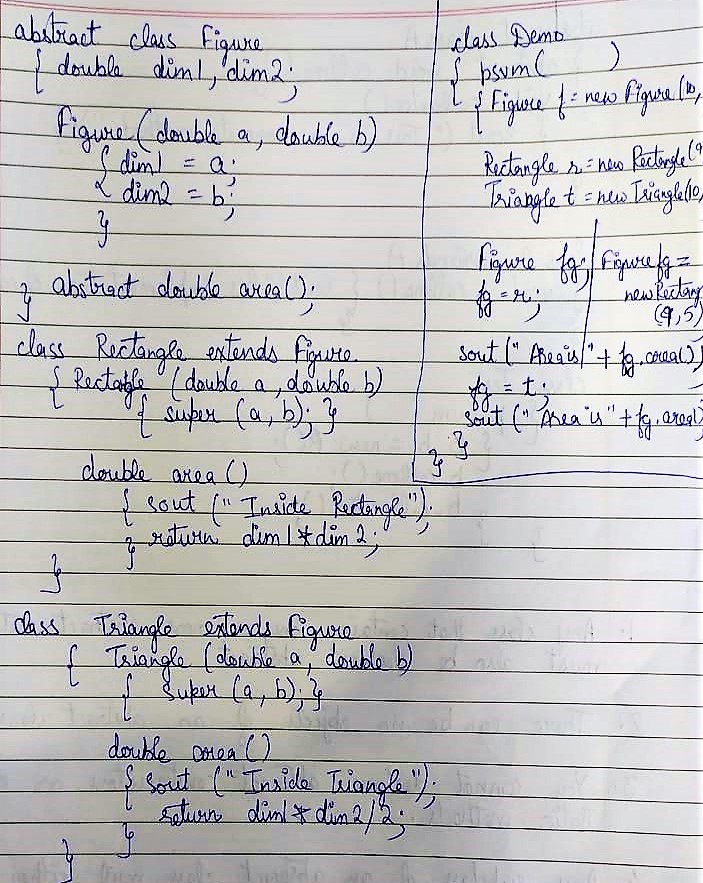 abstract class Figure
{ double dim1, dim2;
Figure (double a, double b)
{ dim1 = a;
dim2 = b;
}
abstract double area();
}
class Rectangle extends Figure
{ Rectangle (double a, double b)
{ super (a, b); }
double area ()
{ sout ("Inside Rectangle");
return dim1 * dim2;
}
}
class Triangle extends Figure
{ Triangle (double a, double b)
{ super (a, b); }
double area ()
{ sout ("Inside Triangle");
return dim1 * dim2/2;
}
}
class Demo
{ psvm( )
{ Figure f = new Figure (10,
Rectangle r = new Rectangle (9
Triangle t = new Triangle (10,
Figure fg;
fg = r;
Figure fg =
new Rectang
(9, 5)
sout ("Area is" + fg.area()
fg = t;
sout ("Area is" + fg.area()
}
}